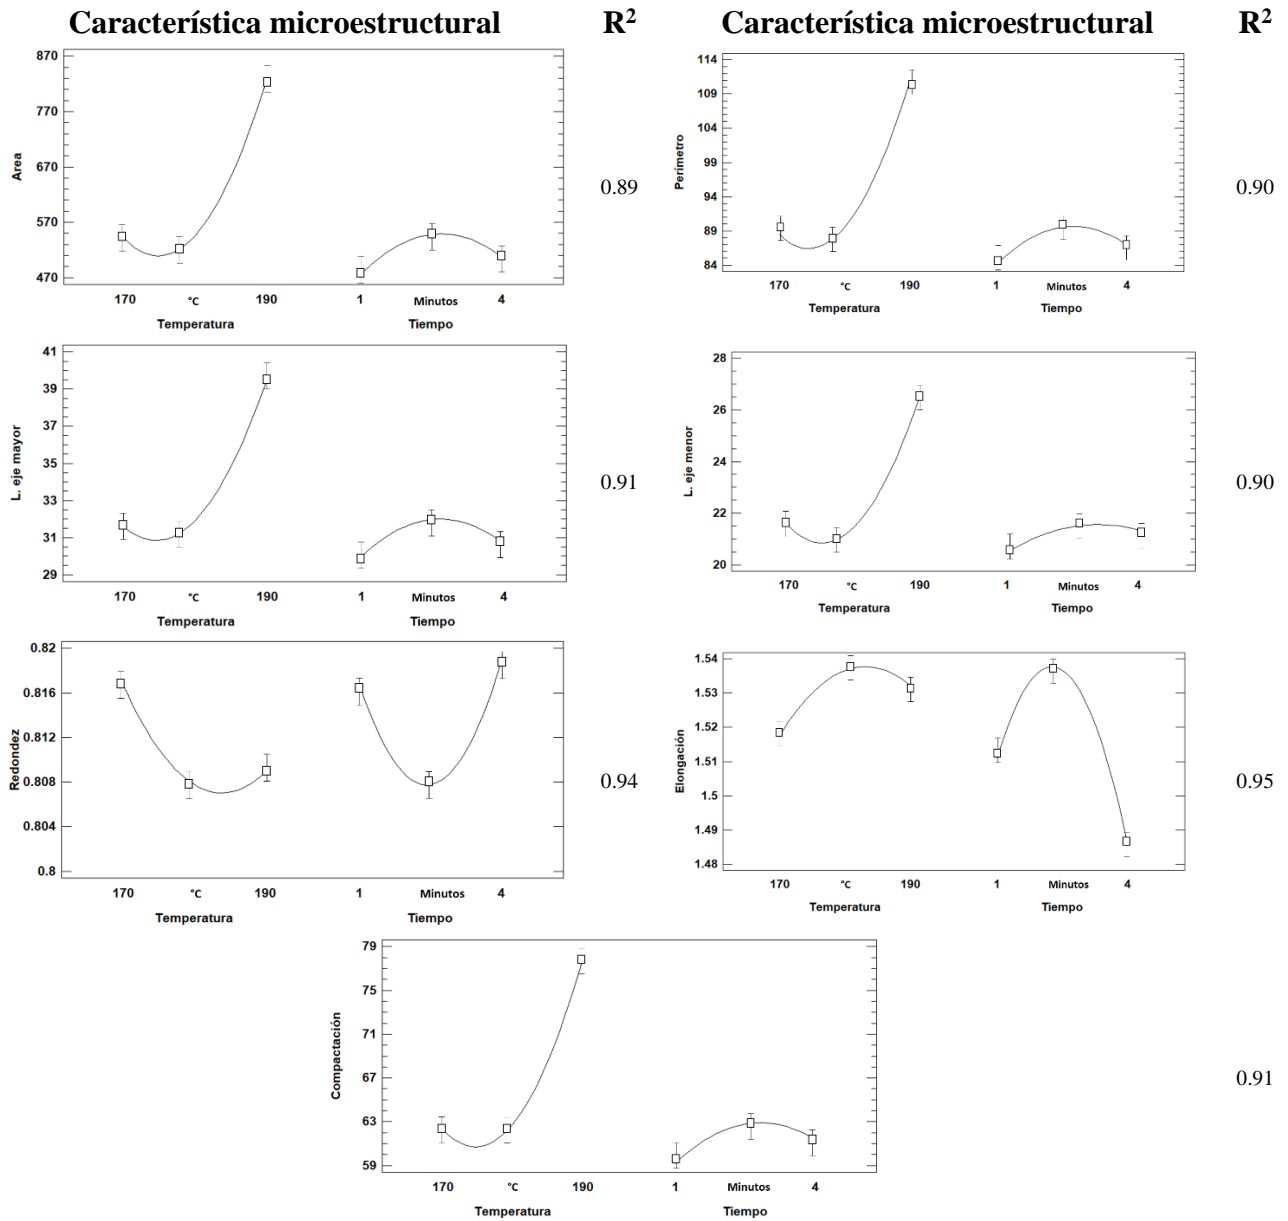 Característica microestructural R²
Característica microestructural R²
870
770
670
570
470
Area
170 °C 190 1 Minutos 4
Temperatura Tiempo
0.89
114
109
104
99
94
89
84
Perimetro
170 °C 190 1 Minutos 4
Temperatura Tiempo
0.90
41
39
37
35
33
31
29
L. eje mayor
170 °C 190 1 Minutos 4
Temperatura Tiempo
0.91
28
26
24
22
20
L. eje menor
170 °C 190 1 Minutos 4
Temperatura Tiempo
0.90
0.82
0.816
0.812
0.808
0.804
0.8
Redondez
170 °C 190 1 Minutos 4
Temperatura Tiempo
0.94
1.54
1.53
1.52
1.51
1.5
1.49
1.48
Elongación
170 °C 190 1 Minutos 4
Temperatura Tiempo
0.95
79
75
71
67
63
59
Compactación
170 °C 190 1 Minutos 4
Temperatura Tiempo
0.91